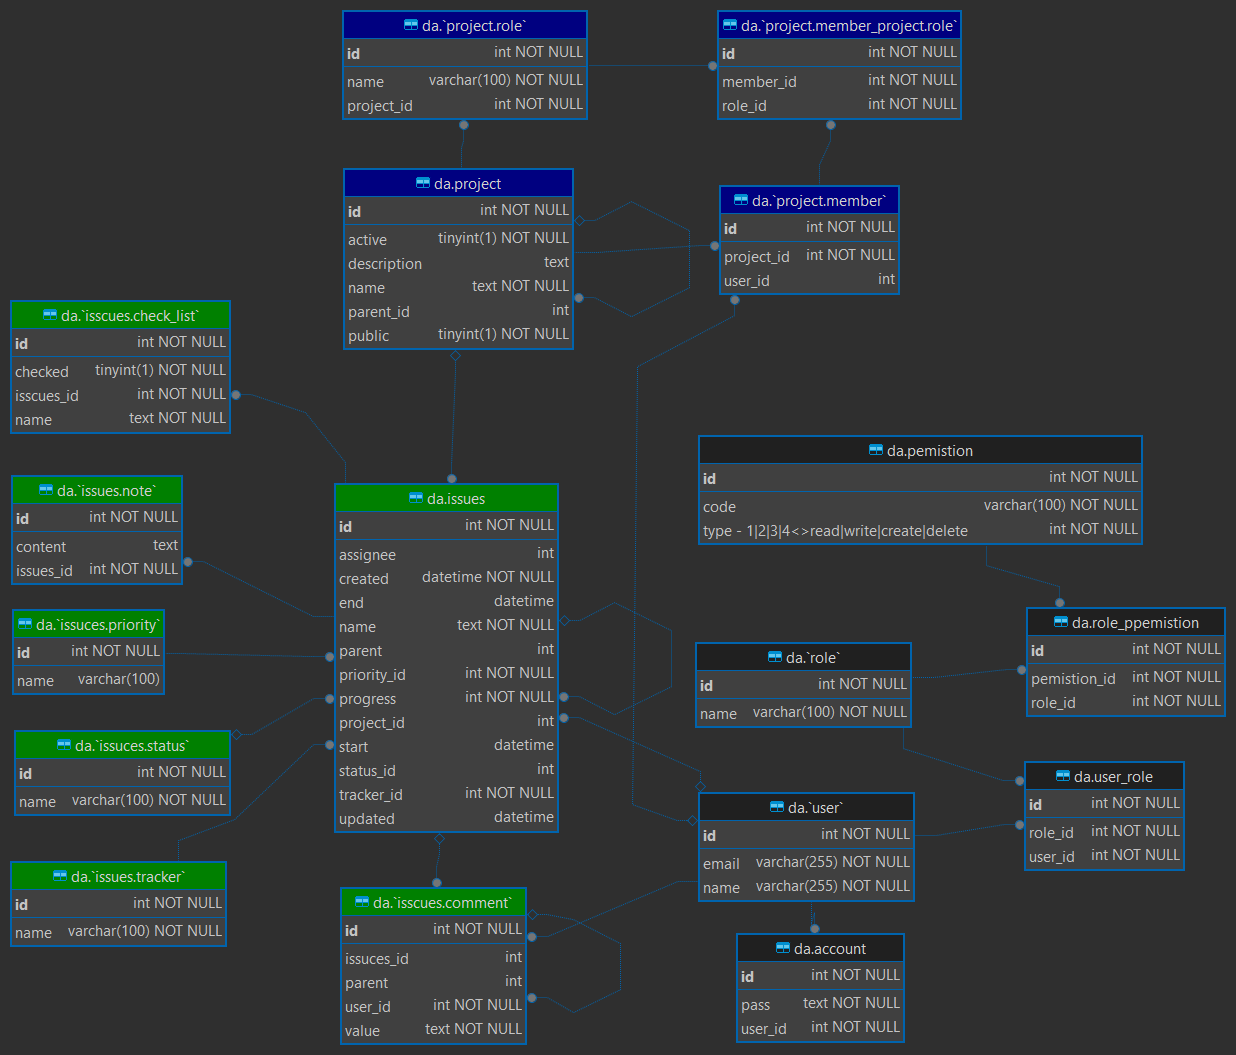 da.`project.role`
id int NOT NULL
name varchar(100) NOT NULL
project_id int NOT NULL
da.`project.member_project.role`
id int NOT NULL
member_id int NOT NULL
role_id int NOT NULL
da.project
id int NOT NULL
active tinyint(1) NOT NULL
description text
name text NOT NULL
parent_id int
public tinyint(1) NOT NULL
da.`project.member`
id int NOT NULL
project_id int NOT NULL
user_id int
da.`isscues.check_list`
id int NOT NULL
checked tinyint(1) NOT NULL
isscues_id int NOT NULL
name text NOT NULL
da.`issues.note`
id int NOT NULL
content text
issues_id int NOT NULL
da.`issuces.priority`
id int NOT NULL
name varchar(100)
da.`issuces.status`
id int NOT NULL
name varchar(100) NOT NULL
da.`issues.tracker`
id int NOT NULL
name varchar(100) NOT NULL
da.issues
id int NOT NULL
assignee int
created datetime NOT NULL
end datetime
name text NOT NULL
parent int
priority_id int NOT NULL
progress int NOT NULL
project_id int
start datetime
status_id int
tracker_id int NOT NULL
updated datetime
da.`isscues.comment`
id int NOT NULL
issuces_id int
parent int
user_id int NOT NULL
value text NOT NULL
da.pemistion
id int NOT NULL
code varchar(100) NOT NULL
type - 1|2|3|4<>read|write|create|delete int NOT NULL
da.role_ppemistion
id int NOT NULL
pemistion_id int NOT NULL
role_id int NOT NULL
da.`role`
id int NOT NULL
name varchar(100) NOT NULL
da.user_role
id int NOT NULL
role_id int NOT NULL
user_id int NOT NULL
da.`user`
id int NOT NULL
email varchar(255) NOT NULL
name varchar(255) NOT NULL
da.account
id int NOT NULL
pass text NOT NULL
user_id int NOT NULL